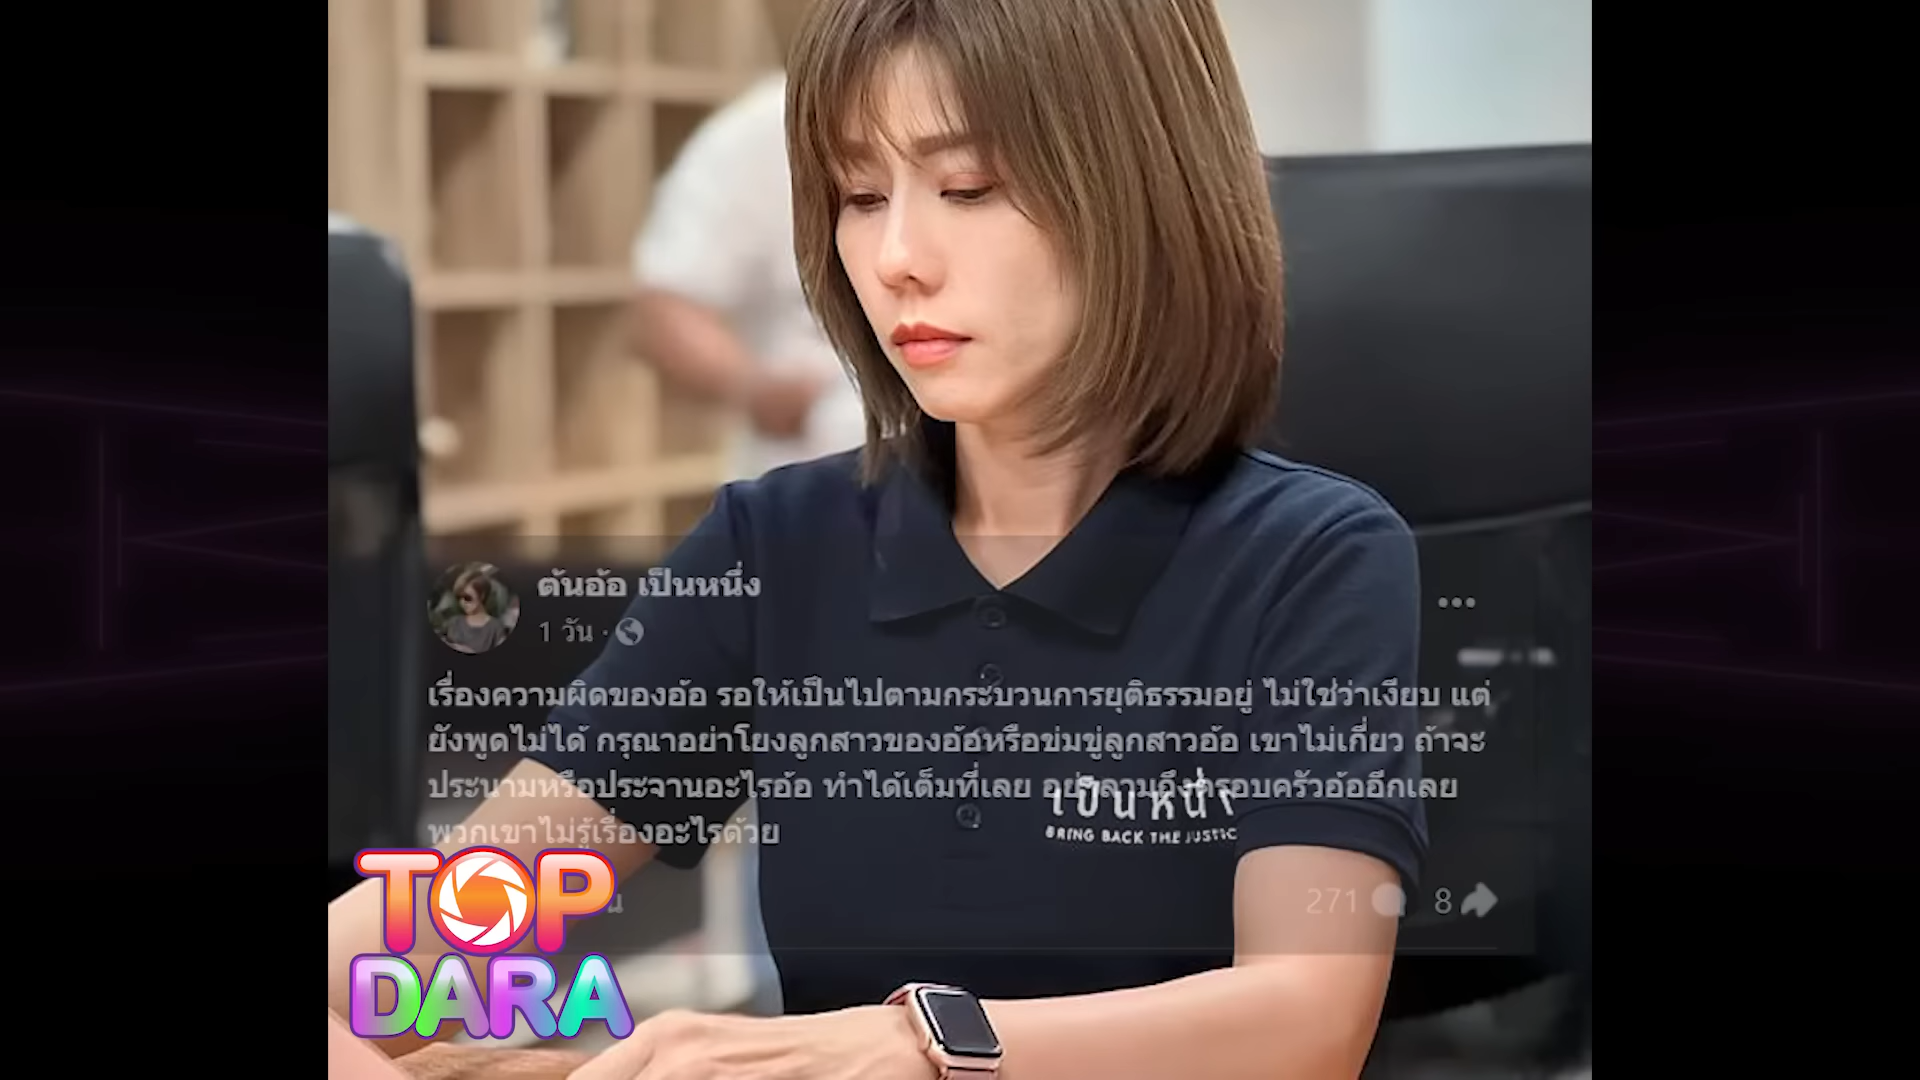 ต้นอ้อ เป็นหนึ่ง
1 วัน ·
...
เรื่องความผิดของอ้อ รอให้เป็นไปตามกระบวนการยุติธรรมอยู่ ไม่ใช่ว่าเงียบ แต่
ยังพูดไม่ได้ กรุณาอย่าโยงลูกสาวของอ้อหรือข่มขู่ลูกสาวอ้อ เขาไม่เกี่ยว ถ้าจะ
ประนามหรือประจานอะไรอ้อ ทำได้เต็มที่เลย อย่าลามถึงครอบครัวอ้ออีกเลย
พวกเขาไม่รู้เรื่องอะไรด้วย
เป็นหนึ่ง
BRING BACK THE JUSTIC
271 8
TOP
DARA